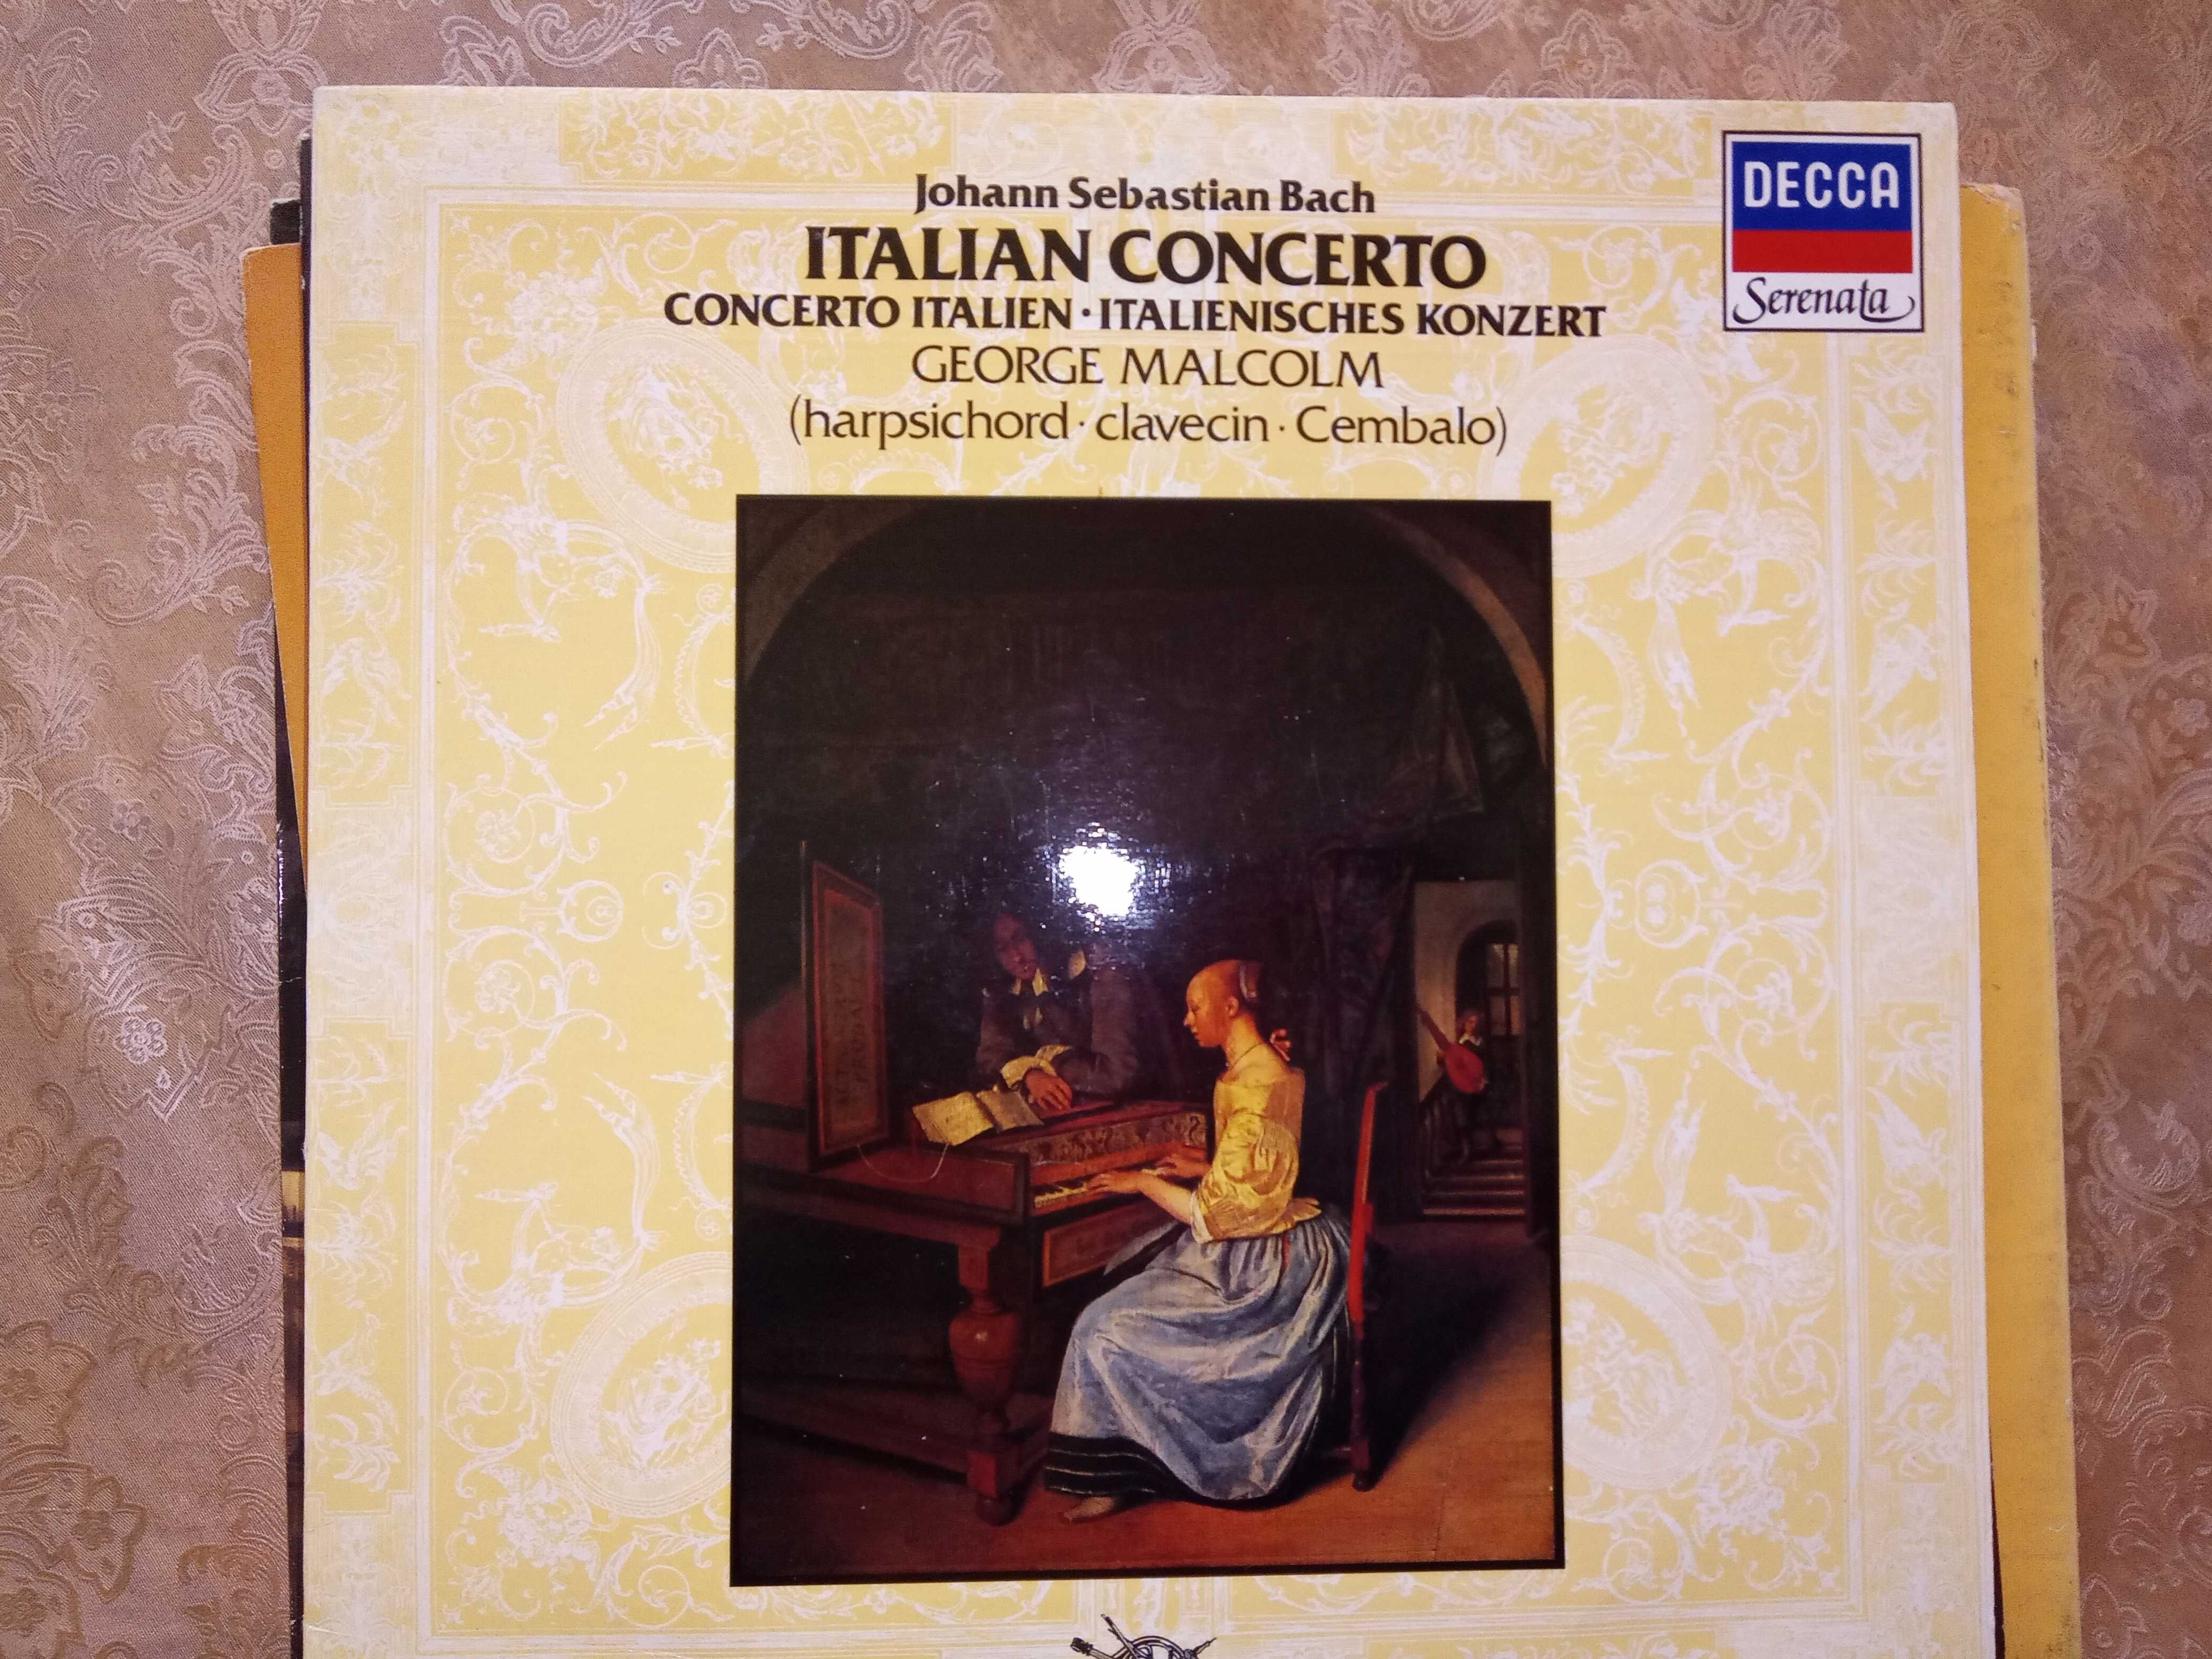 Johann Sebastian Bach
ITALIAN CONCERTO
CONCERTO ITALIEN · ITALIENISCHES KONZERT
GEORGE MALCOLM
(harpsichord · clavecin · Cembalo)
DECCA
Serenata